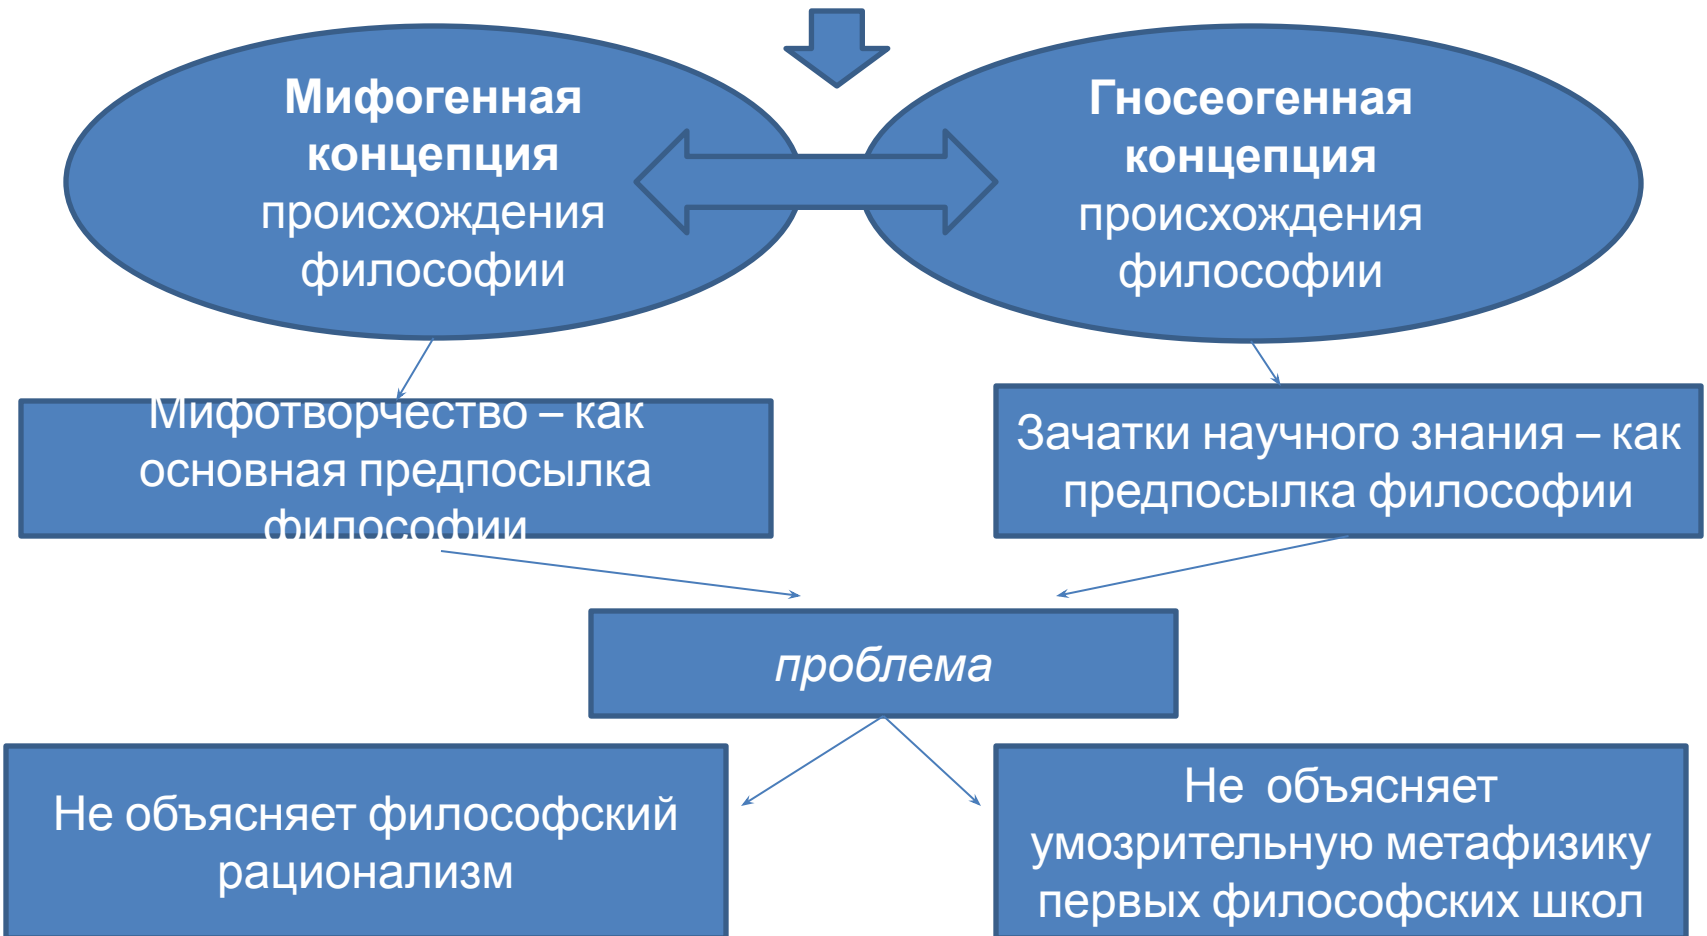 Мифогенная
концепция
происхождения
философии
Гносеогенная
концепция
происхождения
философии
Мифотворчество – как
основная предпосылка
философии
Зачатки научного знания – как
предпосылка философии
проблема
Не объясняет философский
рационализм
Не объясняет
умозрительную метафизику
первых философских школ